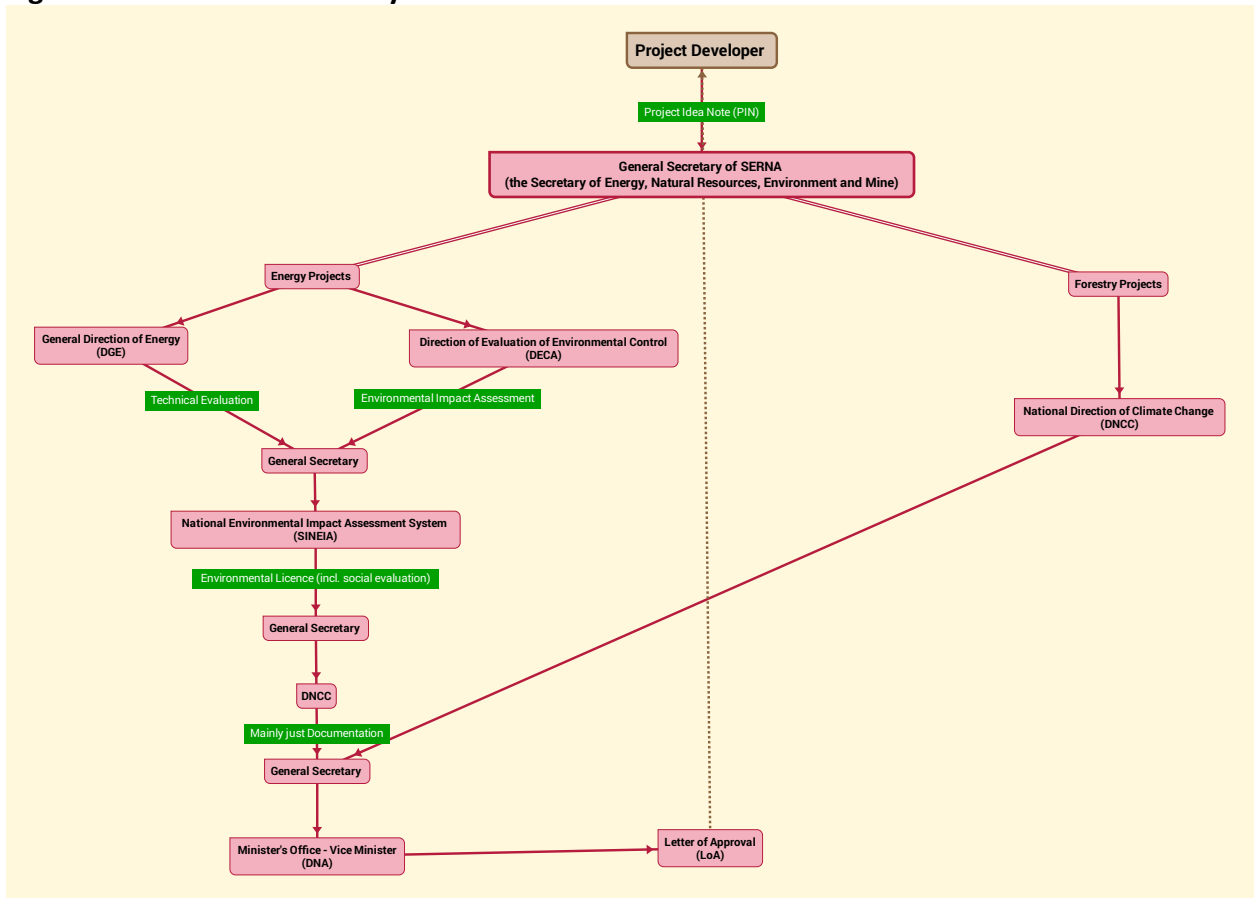 Project Developer
Project Idea Note (PIN)
General Secretary of SERNA
(the Secretary of Energy, Natural Resources, Environment and Mine)
Energy Projects
Forestry Projects
General Direction of Energy
(DGE)
Direction of Evaluation of Environmental Control
(DECA)
Technical Evaluation
Environmental Impact Assessment
National Direction of Climate Change
(DNCC)
General Secretary
National Environmental Impact Assessment System
(SINEIA)
Environmental Licence (incl. social evaluation)
General Secretary
DNCC
Mainly just Documentation
General Secretary
Minister's Office - Vice Minister
(DNA)
Letter of Approval
(LoA)